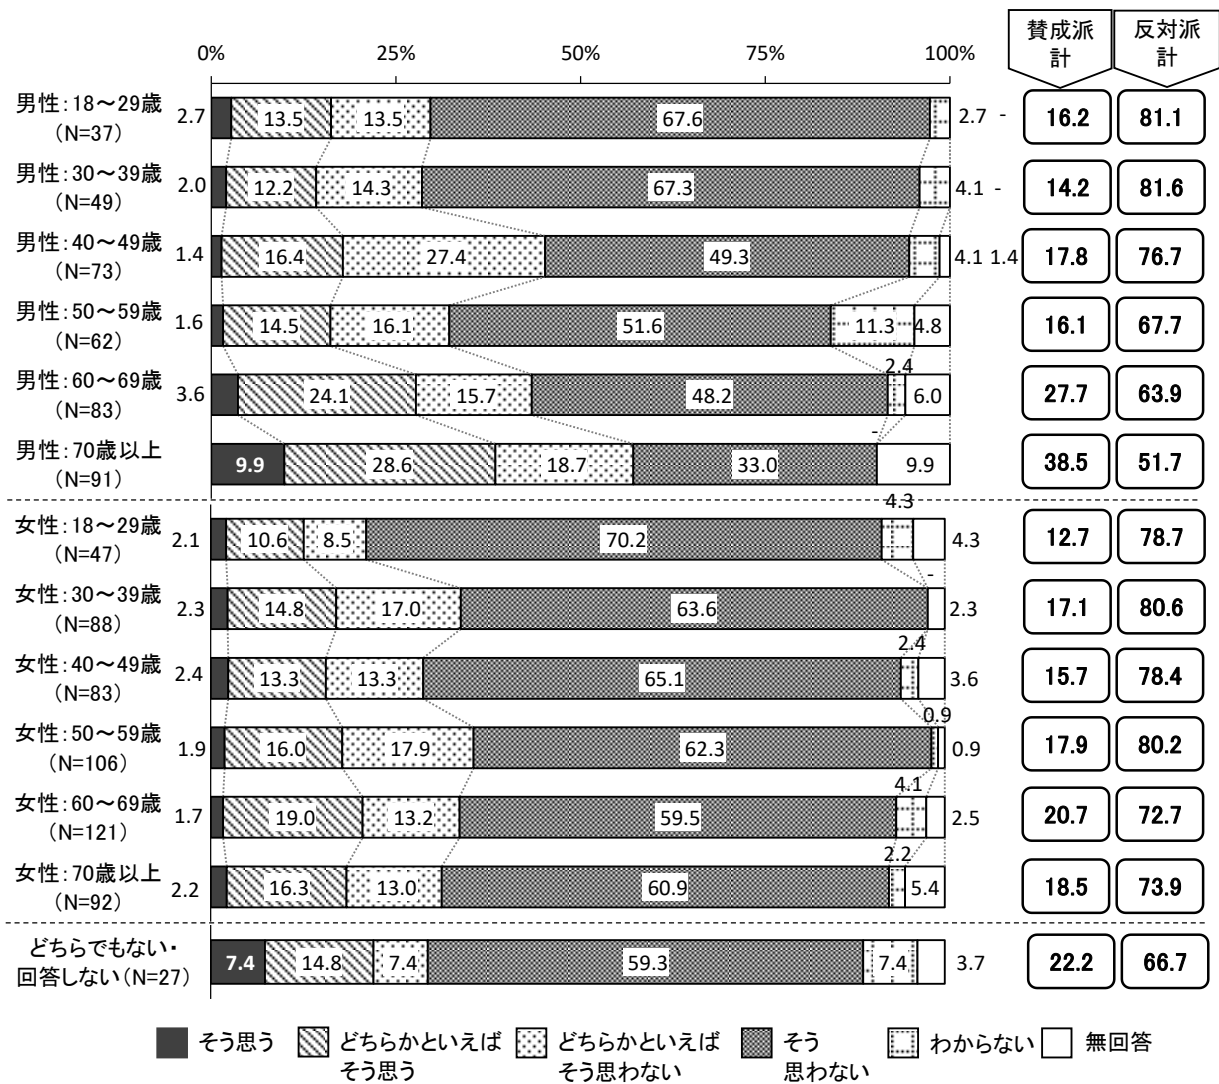 賛成派
計
反対派
計
0%
25%
50%
75%
100%
男性：18～29歳
（N=37）
2.7
13.5
13.5
67.6
2.7
-
16.2
81.1
男性：30～39歳
（N=49）
2.0
12.2
14.3
67.3
4.1
-
14.2
81.6
男性：40～49歳
（N=73）
1.4
16.4
27.4
49.3
4.1
1.4
17.8
76.7
男性：50～59歳
（N=62）
1.6
14.5
16.1
51.6
11.3
4.8
16.1
67.7
男性：60～69歳
（N=83）
3.6
24.1
15.7
48.2
2.4
6.0
27.7
63.9
男性：70歳以上
（N=91）
9.9
28.6
18.7
33.0
-
9.9
38.5
51.7
女性：18～29歳
（N=47）
2.1
10.6
8.5
70.2
4.3
4.3
12.7
78.7
女性：30～39歳
（N=88）
2.3
14.8
17.0
63.6
-
2.3
17.1
80.6
女性：40～49歳
（N=83）
2.4
13.3
13.3
65.1
2.4
3.6
15.7
78.4
女性：50～59歳
（N=106）
1.9
16.0
17.9
62.3
0.9
0.9
17.9
80.2
女性：60～69歳
（N=121）
1.7
19.0
13.2
59.5
4.1
2.5
20.7
72.7
女性：70歳以上
（N=92）
2.2
16.3
13.0
60.9
2.2
5.4
18.5
73.9
どちらでもない・
回答しない（N=27）
7.4
14.8
7.4
59.3
7.4
3.7
22.2
66.7
そう思う
どちらかといえば
そう思う
どちらかといえば
そう思わない
そう
思わない
わからない
無回答